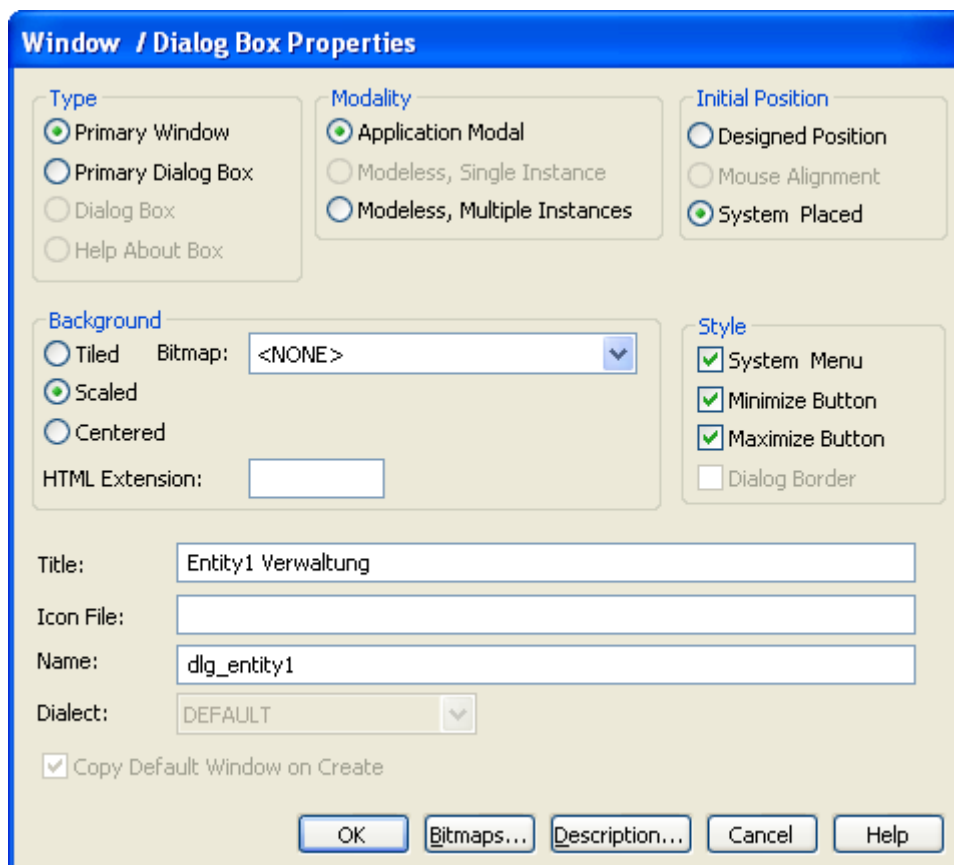 Window / Dialog Box Properties
Type
Primary Window
Primary Dialog Box
Dialog Box
Help About Box
Modality
Application Modal
Modeless, Single Instance
Modeless, Multiple Instances
Initial Position
Designed Position
Mouse Alignment
System Placed
Background
Tiled
Bitmap: <NONE>
Scaled
Centered
HTML Extension:
Style
System Menu
Minimize Button
Maximize Button
Dialog Border
Title: Entity1 Verwaltung
Icon File:
Name: dlg_entity1
Dialect: DEFAULT
Copy Default Window on Create
OK Bitmaps... Description... Cancel Help